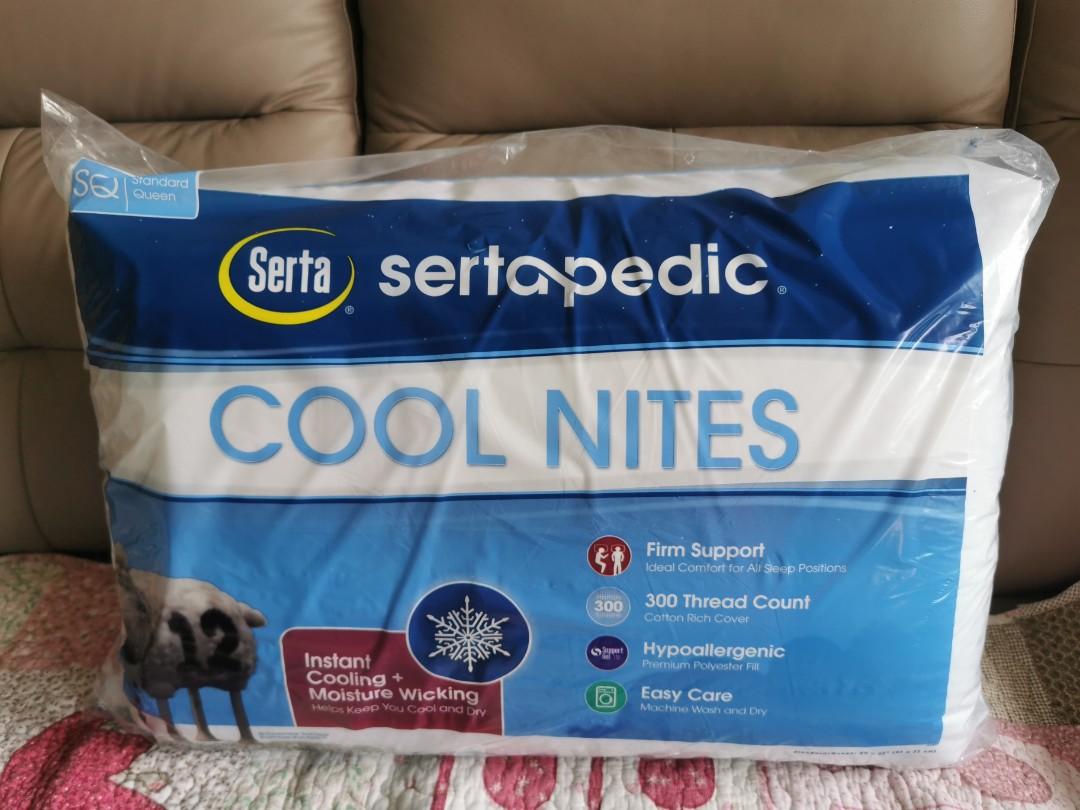 SQ Standard
Queen
Serta®
sertapedic®
COOL NITES
Firm Support
Ideal Comfort for All Sleep Positions
300
300 Thread Count
Cotton Rich Cover
Support
Hypoallergenic
Premium Polyester Fill
Easy Care
Machine Wash and Dry
12
Instant
Cooling +
Moisture Wicking
Helps Keep You Cool and Dry